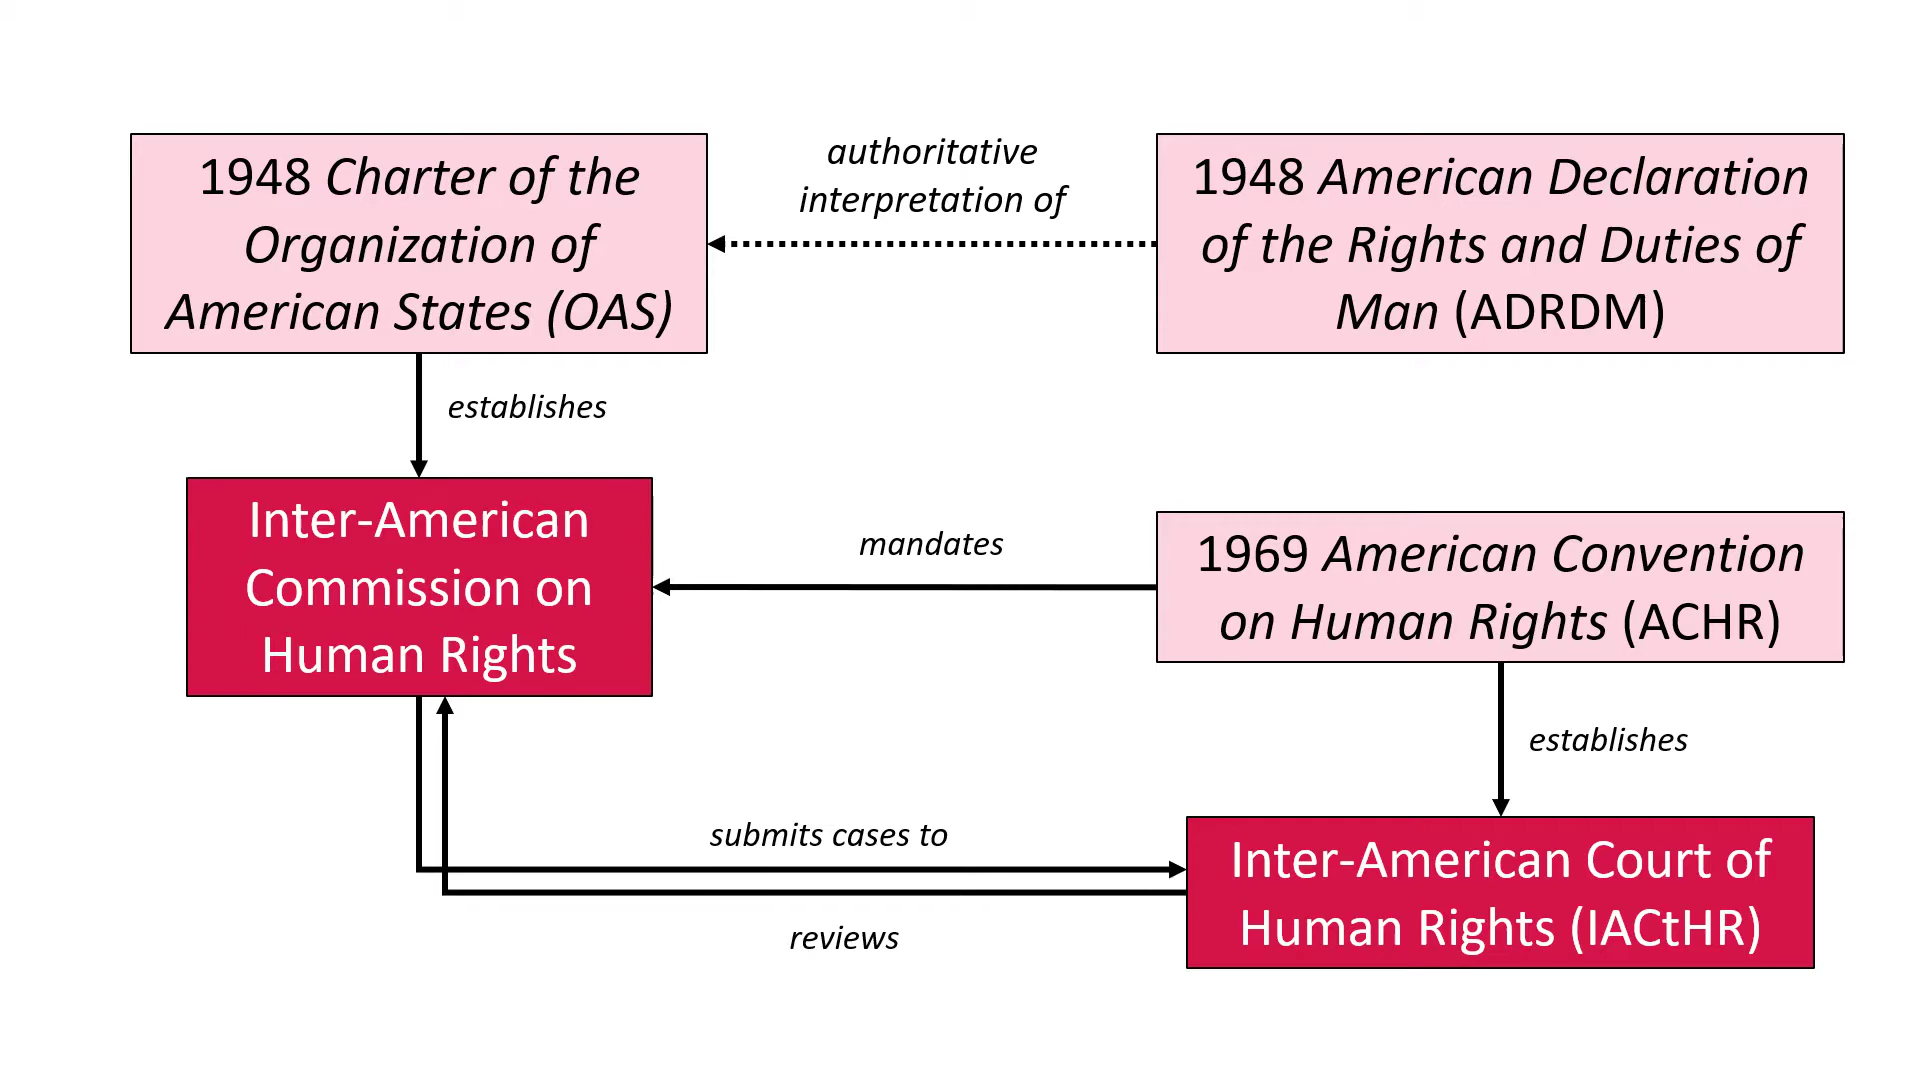 1948 Charter of the
Organization of
American States (OAS)
authoritative
interpretation of
1948 American Declaration
of the Rights and Duties of
Man (ADRDM)
establishes
Inter-American
Commission on
Human Rights
mandates
1969 American Convention
on Human Rights (ACHR)
establishes
submits cases to
reviews
Inter-American Court of
Human Rights (IACtHR)